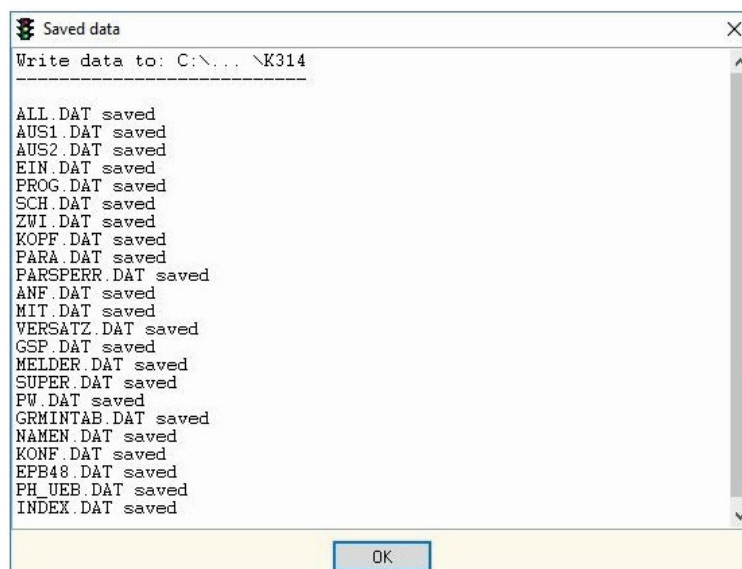 Saved data
Write data to: C:\... \K314
---------------------------
ALL.DAT saved
AUS1.DAT saved
AUS2.DAT saved
EIN.DAT saved
PROG.DAT saved
SCH.DAT saved
ZWI.DAT saved
KOPF.DAT saved
PARA.DAT saved
PARSPERR.DAT saved
ANF.DAT saved
MIT.DAT saved
VERSATZ.DAT saved
GSP.DAT saved
MELDER.DAT saved
SUPER.DAT saved
PW.DAT saved
GRMINTAB.DAT saved
NAMEN.DAT saved
KONF.DAT saved
EPB48.DAT saved
PH_UEB.DAT saved
INDEX.DAT saved
OK